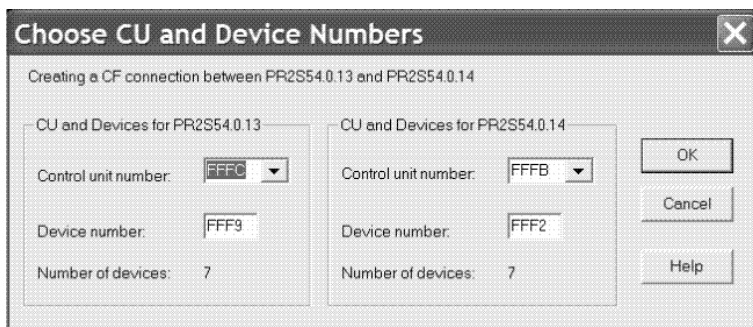 Choose CU and Device Numbers
Creating a CF connection between PR2S54.0.13 and PR2S54.0.14
CU and Devices for PR2S54.0.13
Control unit number: FFFC
Device number: FFF9
Number of devices: 7
CU and Devices for PR2S54.0.14
Control unit number: FFFB
Device number: FFF2
Number of devices: 7
OK
Cancel
Help